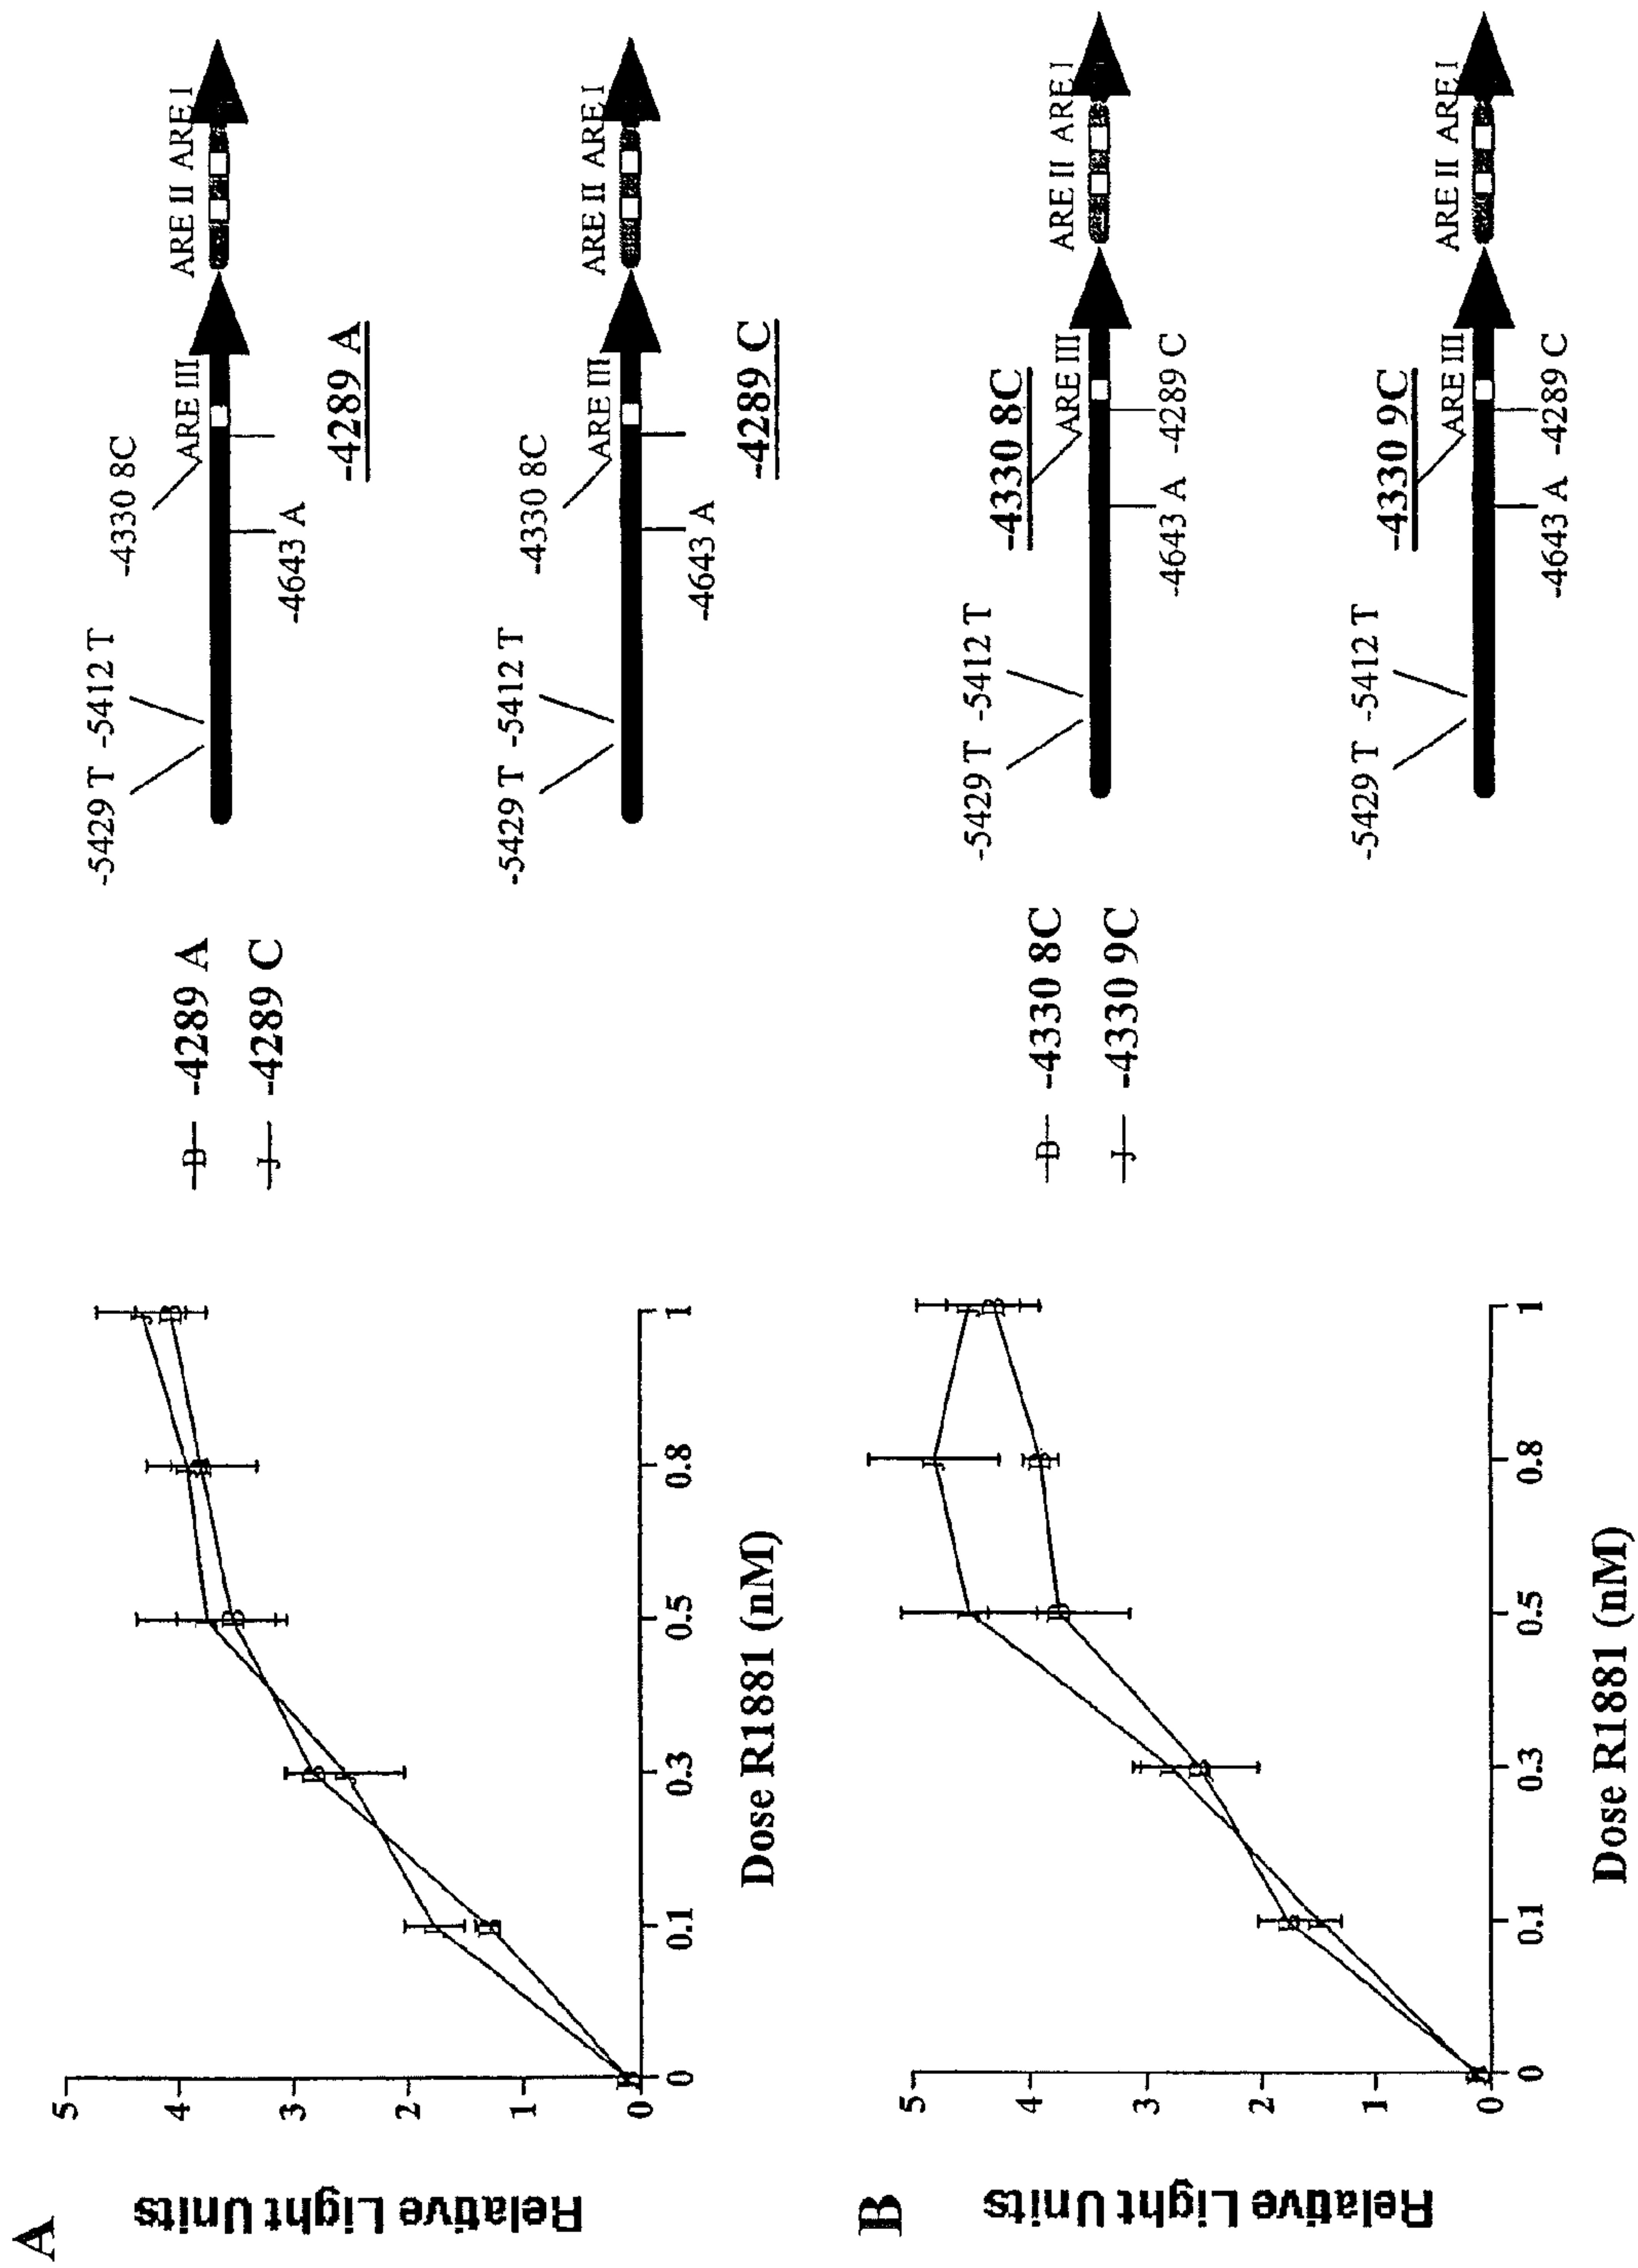 A
Relative Light Units
5
4
3
2
1
0
0 0.1 0.3 0.5 0.8 1
Dose R1881 (nM)
B -4289 A
J -4289 C
-5429 T -5412 T -4330 8C ARE III ARE II ARE I
-4643 A
-4289 A
-5429 T -5412 T -4330 8C ARE III ARE II ARE I
-4643 A
-4289 C
B
Relative Light Units
5
4
3
2
1
0
0 0.1 0.3 0.5 0.8 1
Dose R1881 (nM)
B -4330 8C
J -4330 9C
-4330 8C
-5429 T -5412 T ARE III ARE II ARE I
-4643 A -4289 C
-4330 9C
-5429 T -5412 T ARE III ARE II ARE I
-4643 A -4289 C